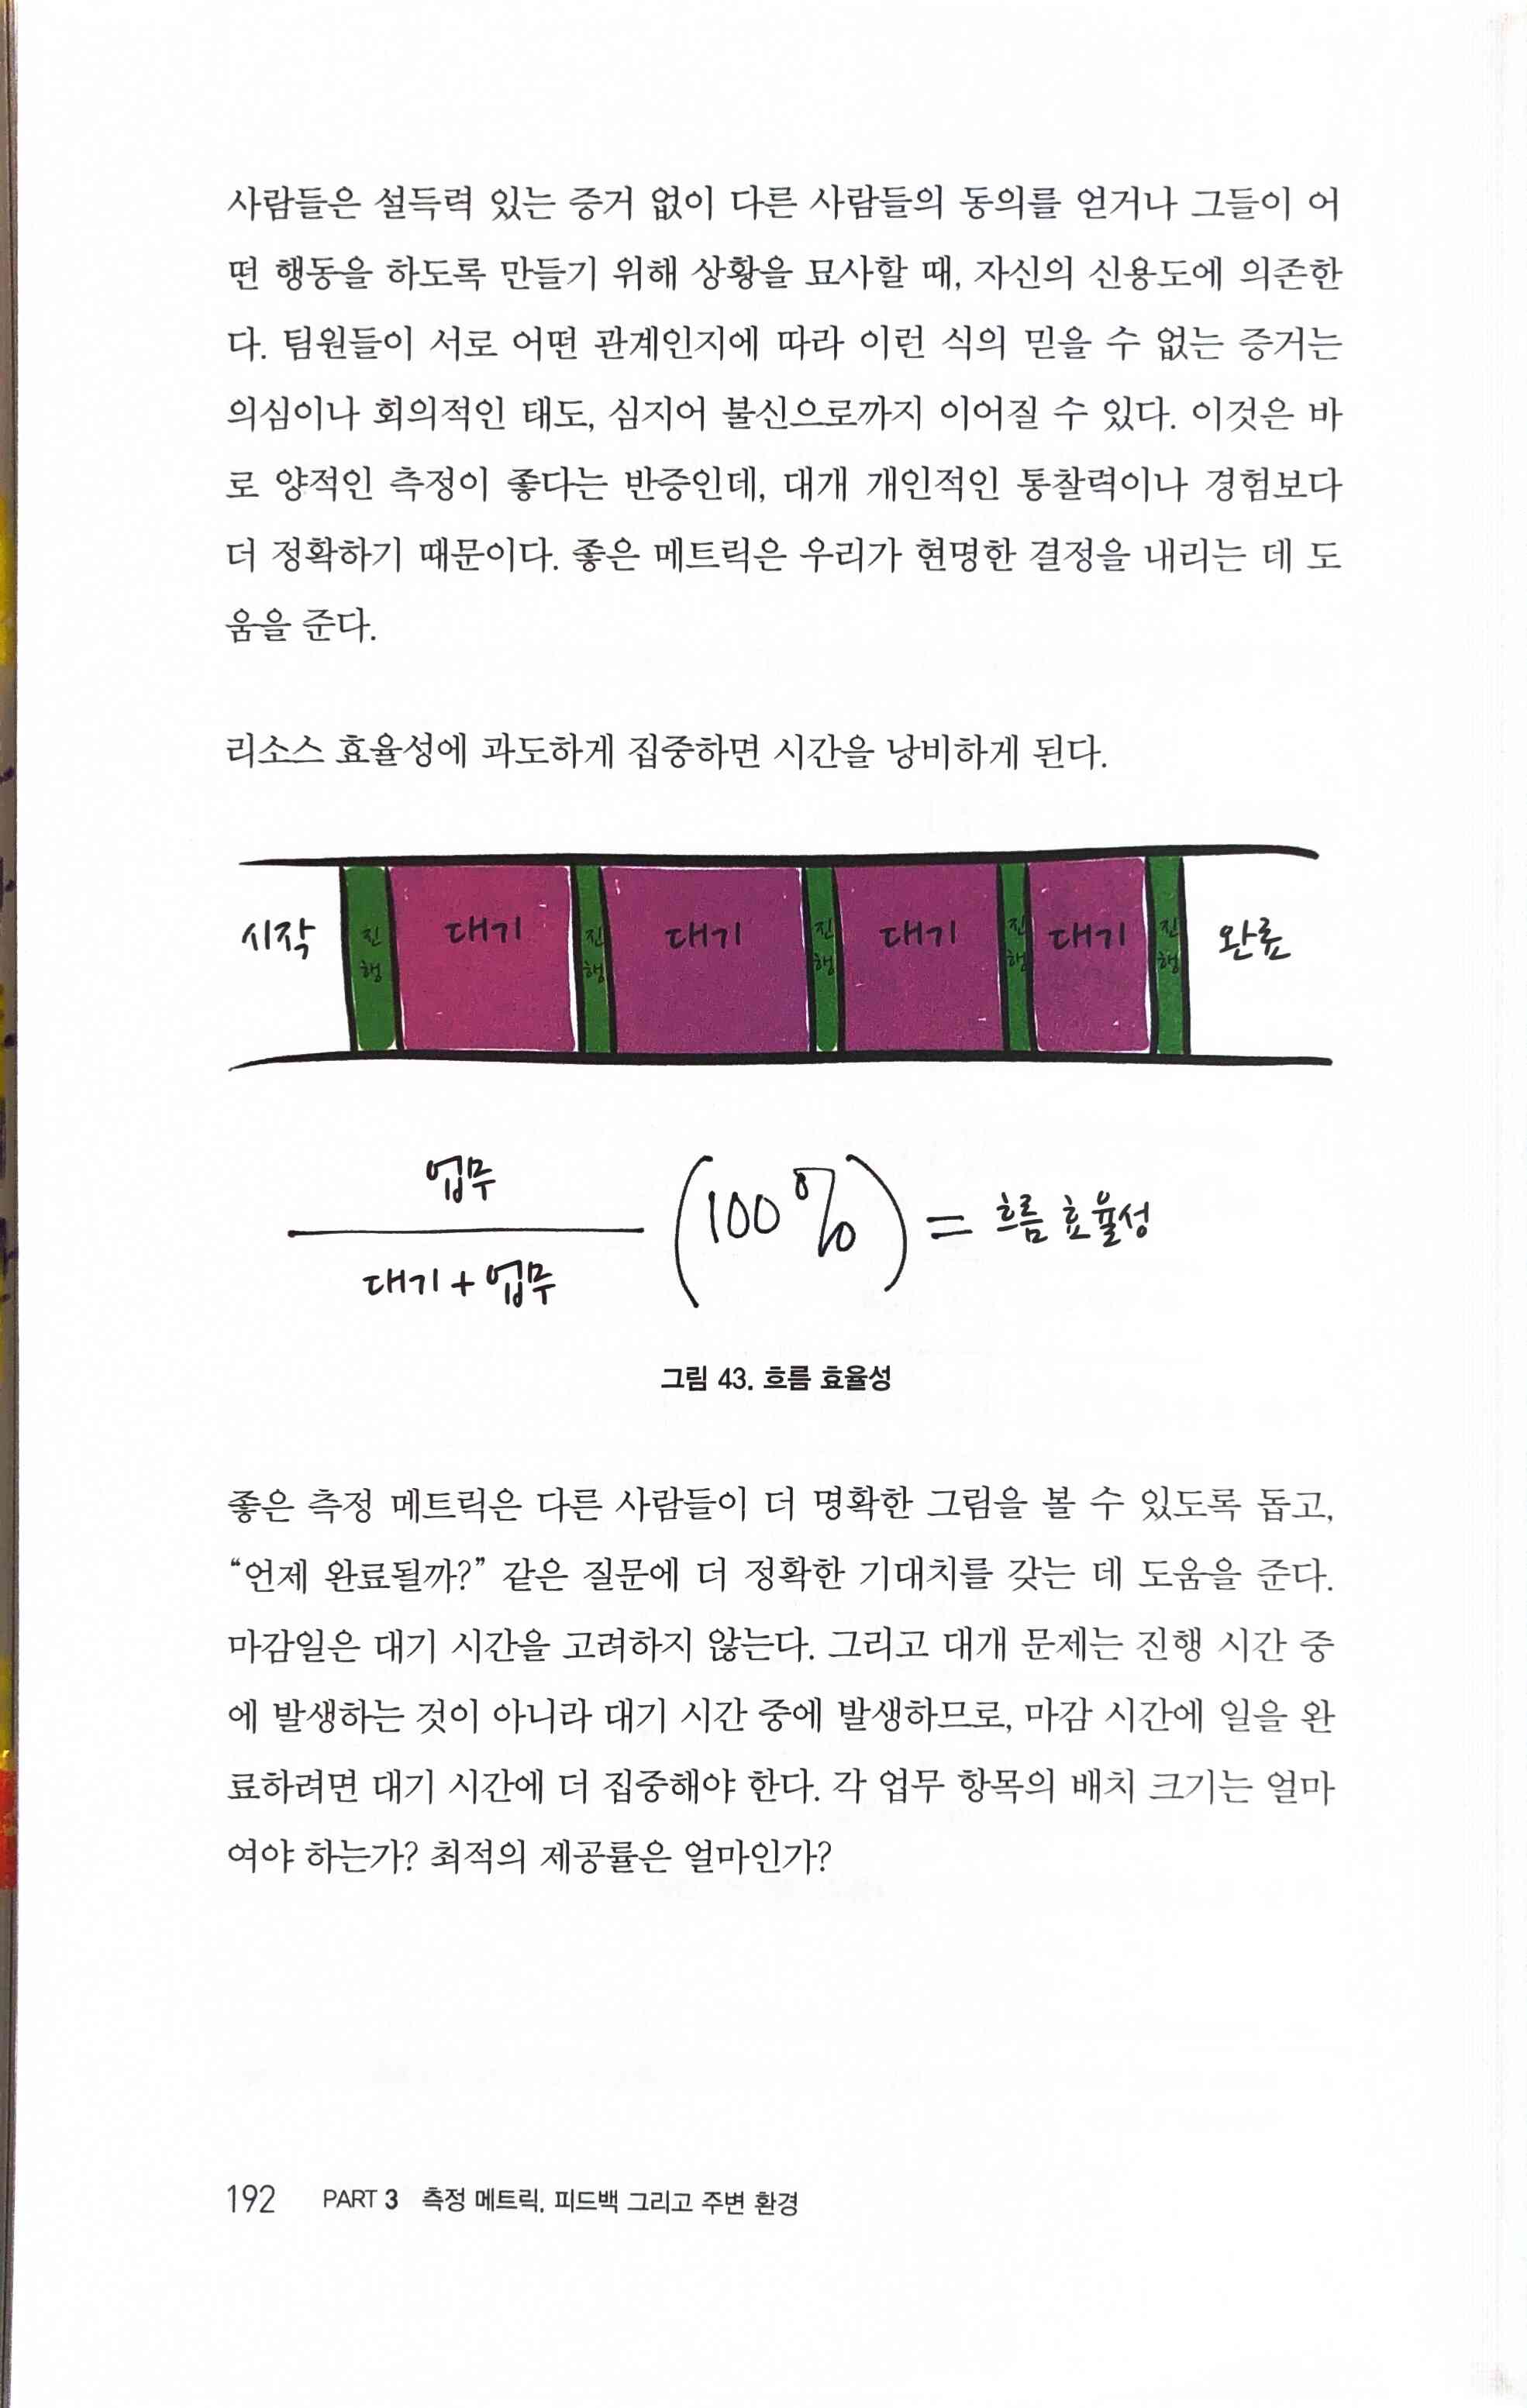 사람들은 설득력 있는 증거 없이 다른 사람들의 동의를 얻거나 그들이 어
떤 행동을 하도록 만들기 위해 상황을 묘사할 때, 자신의 신용도에 의존한
다. 팀원들이 서로 어떤 관계인지에 따라 이런 식의 믿을 수 없는 증거는
의심이나 회의적인 태도, 심지어 불신으로까지 이어질 수 있다. 이것은 바
로 양적인 측정이 좋다는 반증인데, 대개 개인적인 통찰력이나 경험보다
더 정확하기 때문이다. 좋은 메트릭은 우리가 현명한 결정을 내리는 데 도
움을 준다.
리소스 효율성에 과도하게 집중하면 시간을 낭비하게 된다.
시작 진행 대기 진행 대기 진행 대기 진행 대기 진행 완료
업무
대기 + 업무
(100%) = 흐름 효율성
그림 43. 흐름 효율성
좋은 측정 메트릭은 다른 사람들이 더 명확한 그림을 볼 수 있도록 돕고,
“언제 완료될까?” 같은 질문에 더 정확한 기대치를 갖는 데 도움을 준다.
마감일은 대기 시간을 고려하지 않는다. 그리고 대개 문제는 진행 시간 중
에 발생하는 것이 아니라 대기 시간 중에 발생하므로, 마감 시간에 일을 완
료하려면 대기 시간에 더 집중해야 한다. 각 업무 항목의 배치 크기는 얼마
여야 하는가? 최적의 제공률은 얼마인가?
192 PART 3 측정 메트릭, 피드백 그리고 주변 환경